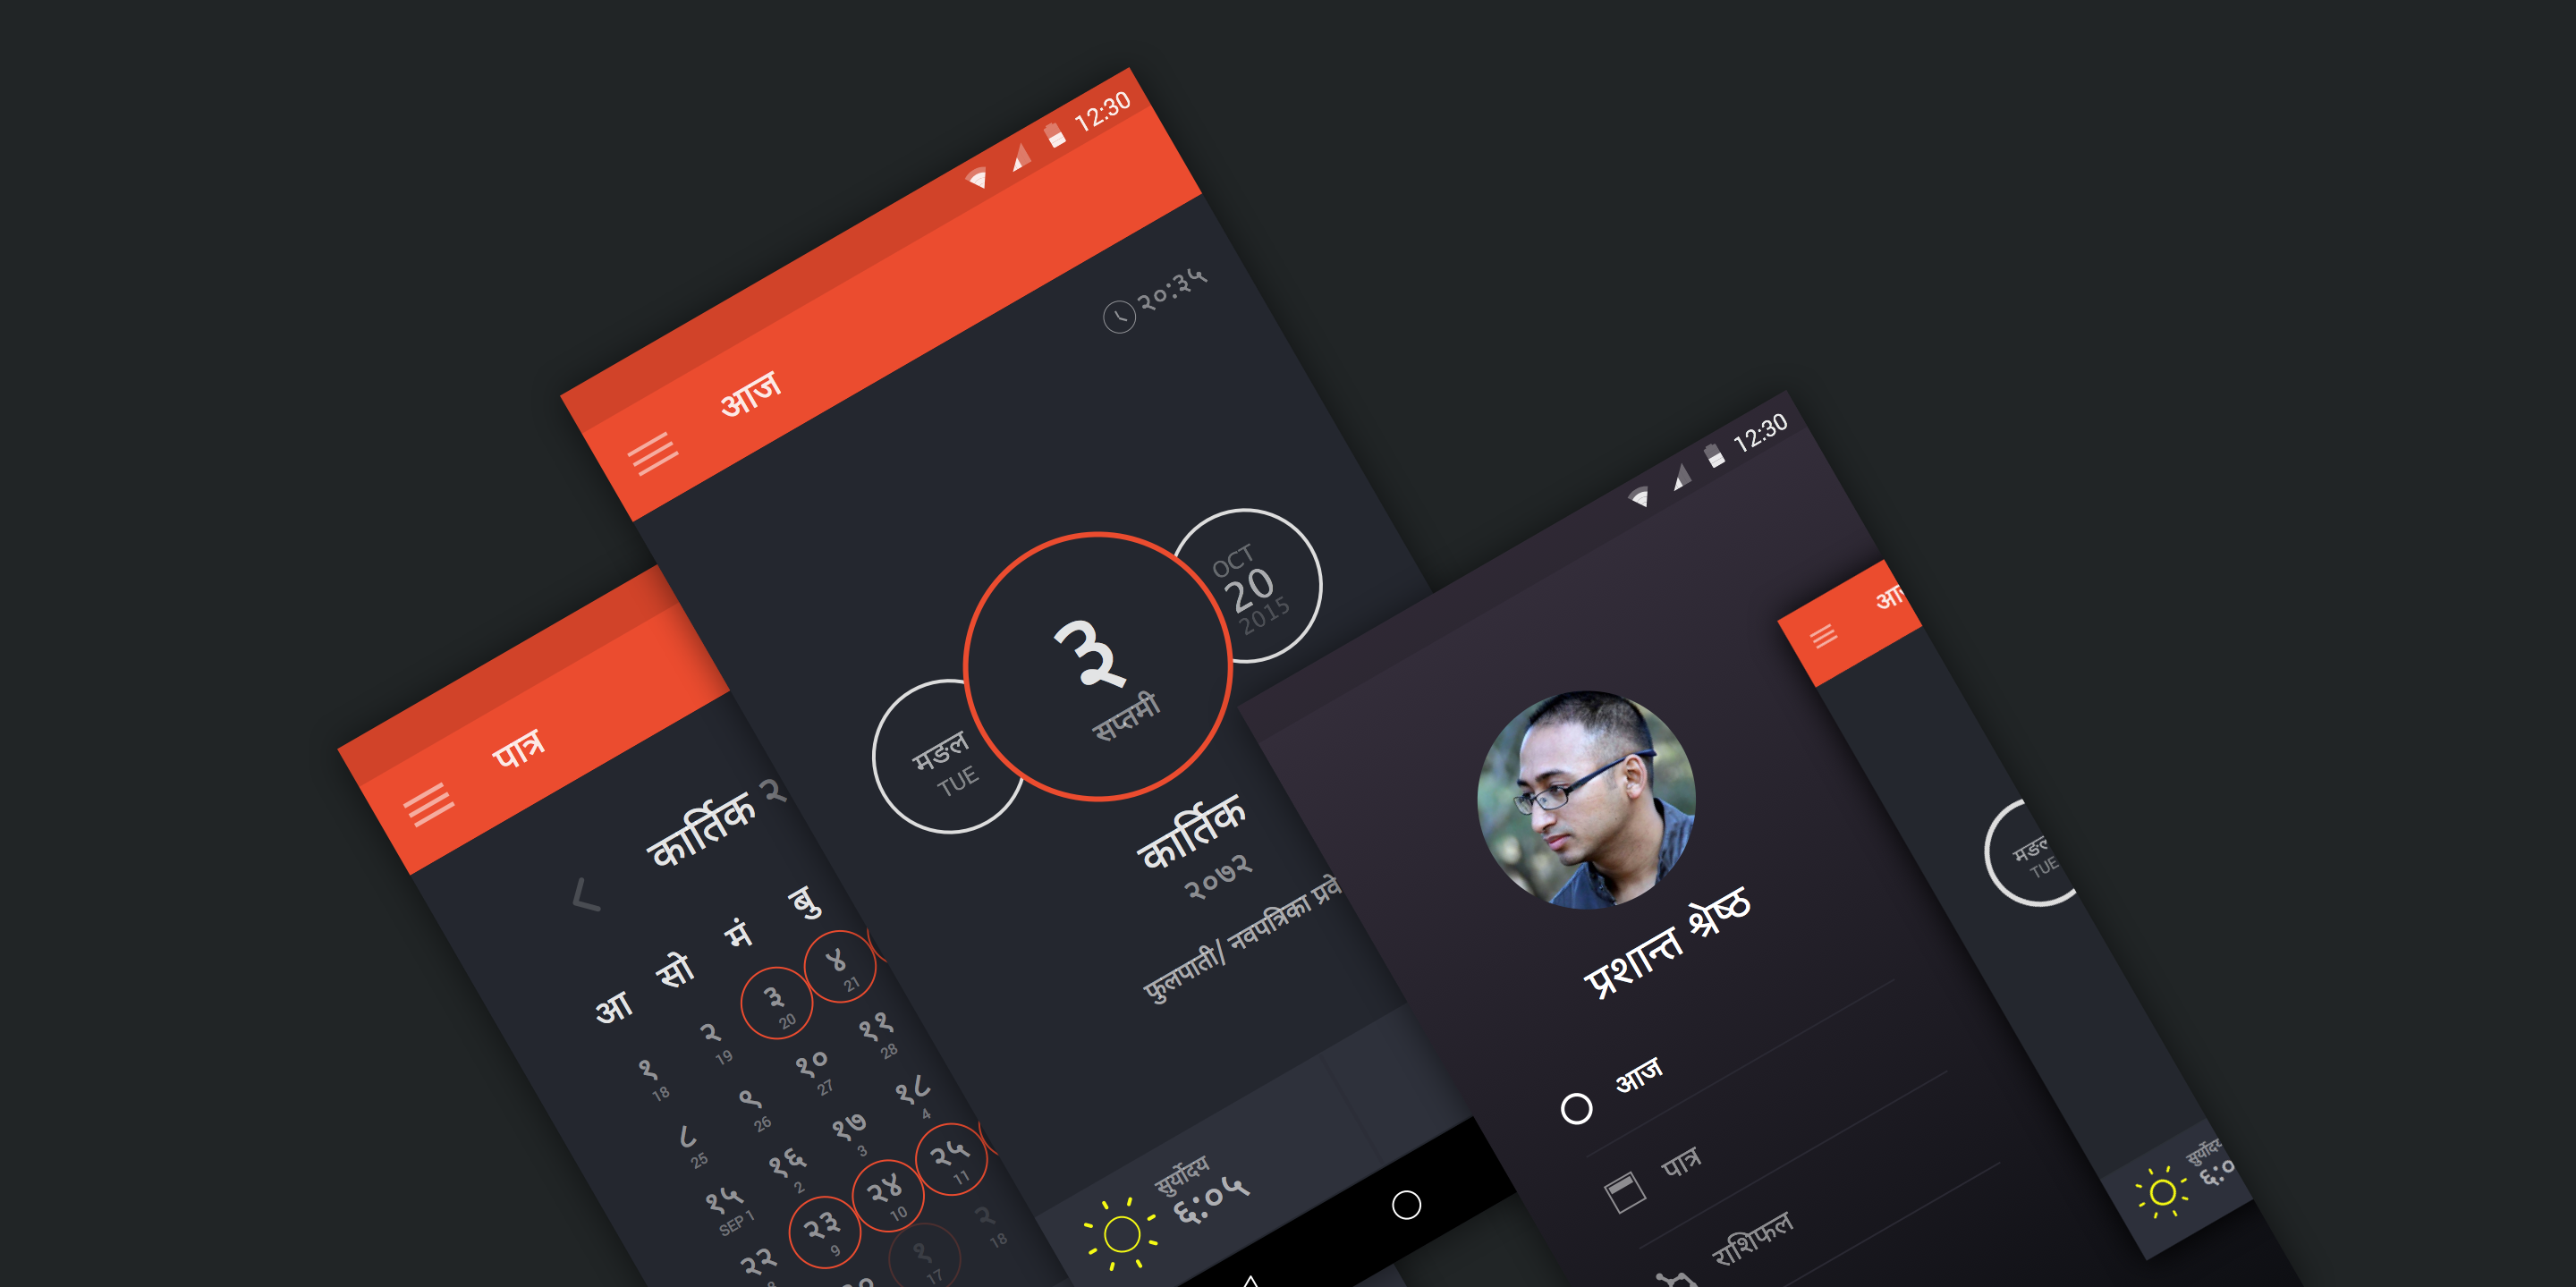 12:30
आज
२०:३५
OCT
20
2015
३
सप्तमी
मङल
TUE
कार्तिक
२०७२
फुलपाती/ नवपत्रिका प्रवे
सुर्योदय
६:०५
पात्र
कार्तिक २
आ सो मं बु
१ २ ३ ४
18 19 20 21
८ ९ १० ११
25 26 27 28
१५ १६ १७ १८
SEP 1 2 3 4
२२ २३ २४ २५
9 10 11
१ २
17 18
12:30
प्रशान्त श्रेष्ठ
आज
पात्र
राशिफल
TUE
६:०